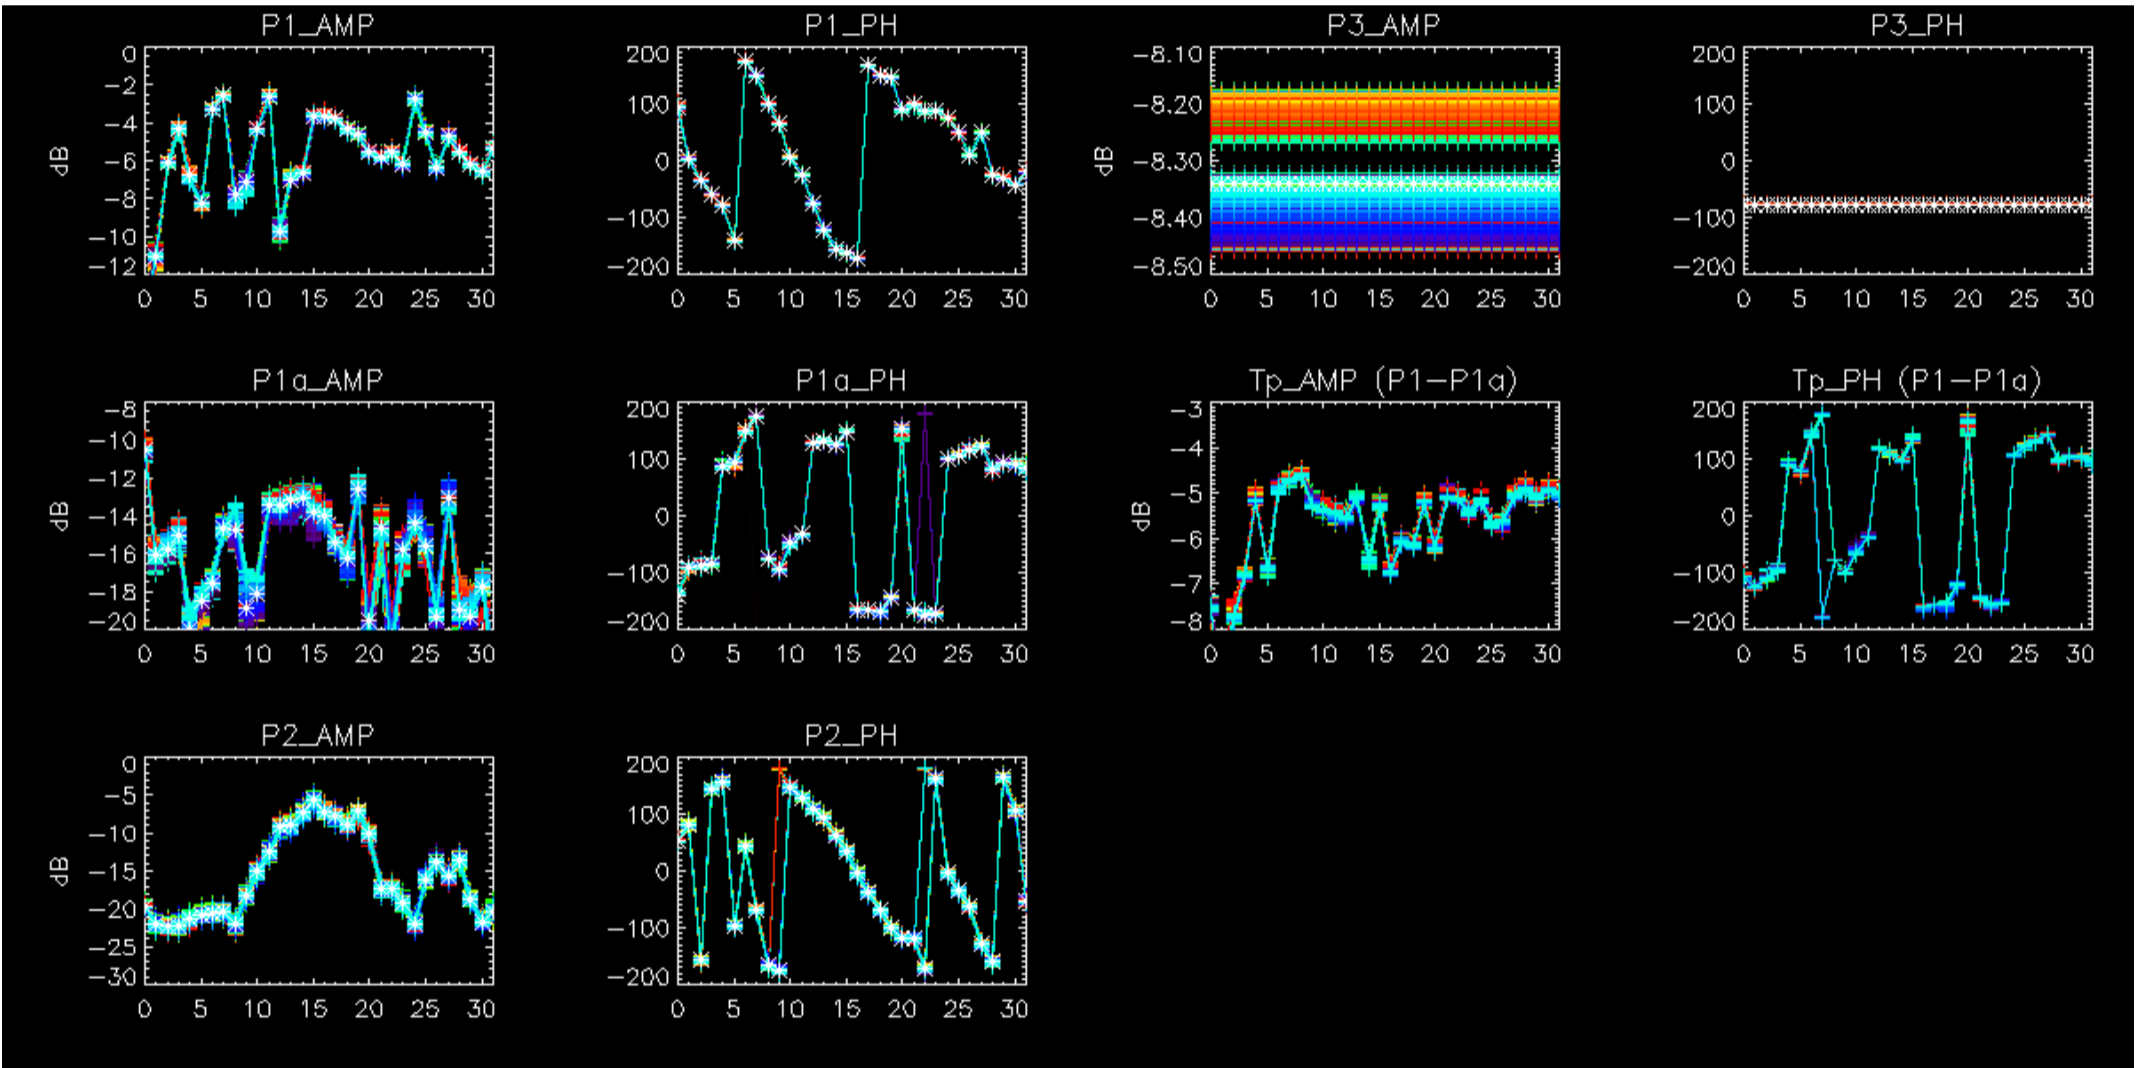 P1_AMP P1_PH P3_AMP P3_PH
0 200 -8.10 200
-2
-4 100 -8.20 100
dB -6 0 dB -8.30 0
-8
-10 -100 -8.40 -100
-12 -200 -8.50 -200
0 5 10 15 20 25 30 0 5 10 15 20 25 30 0 5 10 15 20 25 30 0 5 10 15 20 25 30
P1a_AMP P1a_PH Tp_AMP (P1-P1a) Tp_PH (P1-P1a)
-8 200 -3 200
-10 100 -4 100
-12
dB -14 0 dB -5 0
-16 -100 -6 -100
-18 -7
-20 -200 -8 -200
0 5 10 15 20 25 30 0 5 10 15 20 25 30 0 5 10 15 20 25 30 0 5 10 15 20 25 30
P2_AMP P2_PH
0 200
-5 100
-10
dB -15 0
-20 -100
-25
-30 -200
0 5 10 15 20 25 30 0 5 10 15 20 25 30